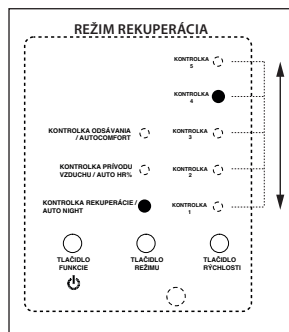 REŽIM REKUPERÁCIA
KONTROLKA
5
KONTROLKA
4
KONTROLKA ODSÁVANIA
/ AUTOCOMFORT
KONTROLKA
3
KONTROLKA PRÍVODU
VZDUCHU / AUTO HR%
KONTROLKA
2
KONTROLKA REKUPERÁCIE /
AUTO NIGHT
KONTROLKA
1
TLAČIDLO
FUNKCIE
TLAČIDLO
REŽIMU
TLAČIDLO
RÝCHLOSTI